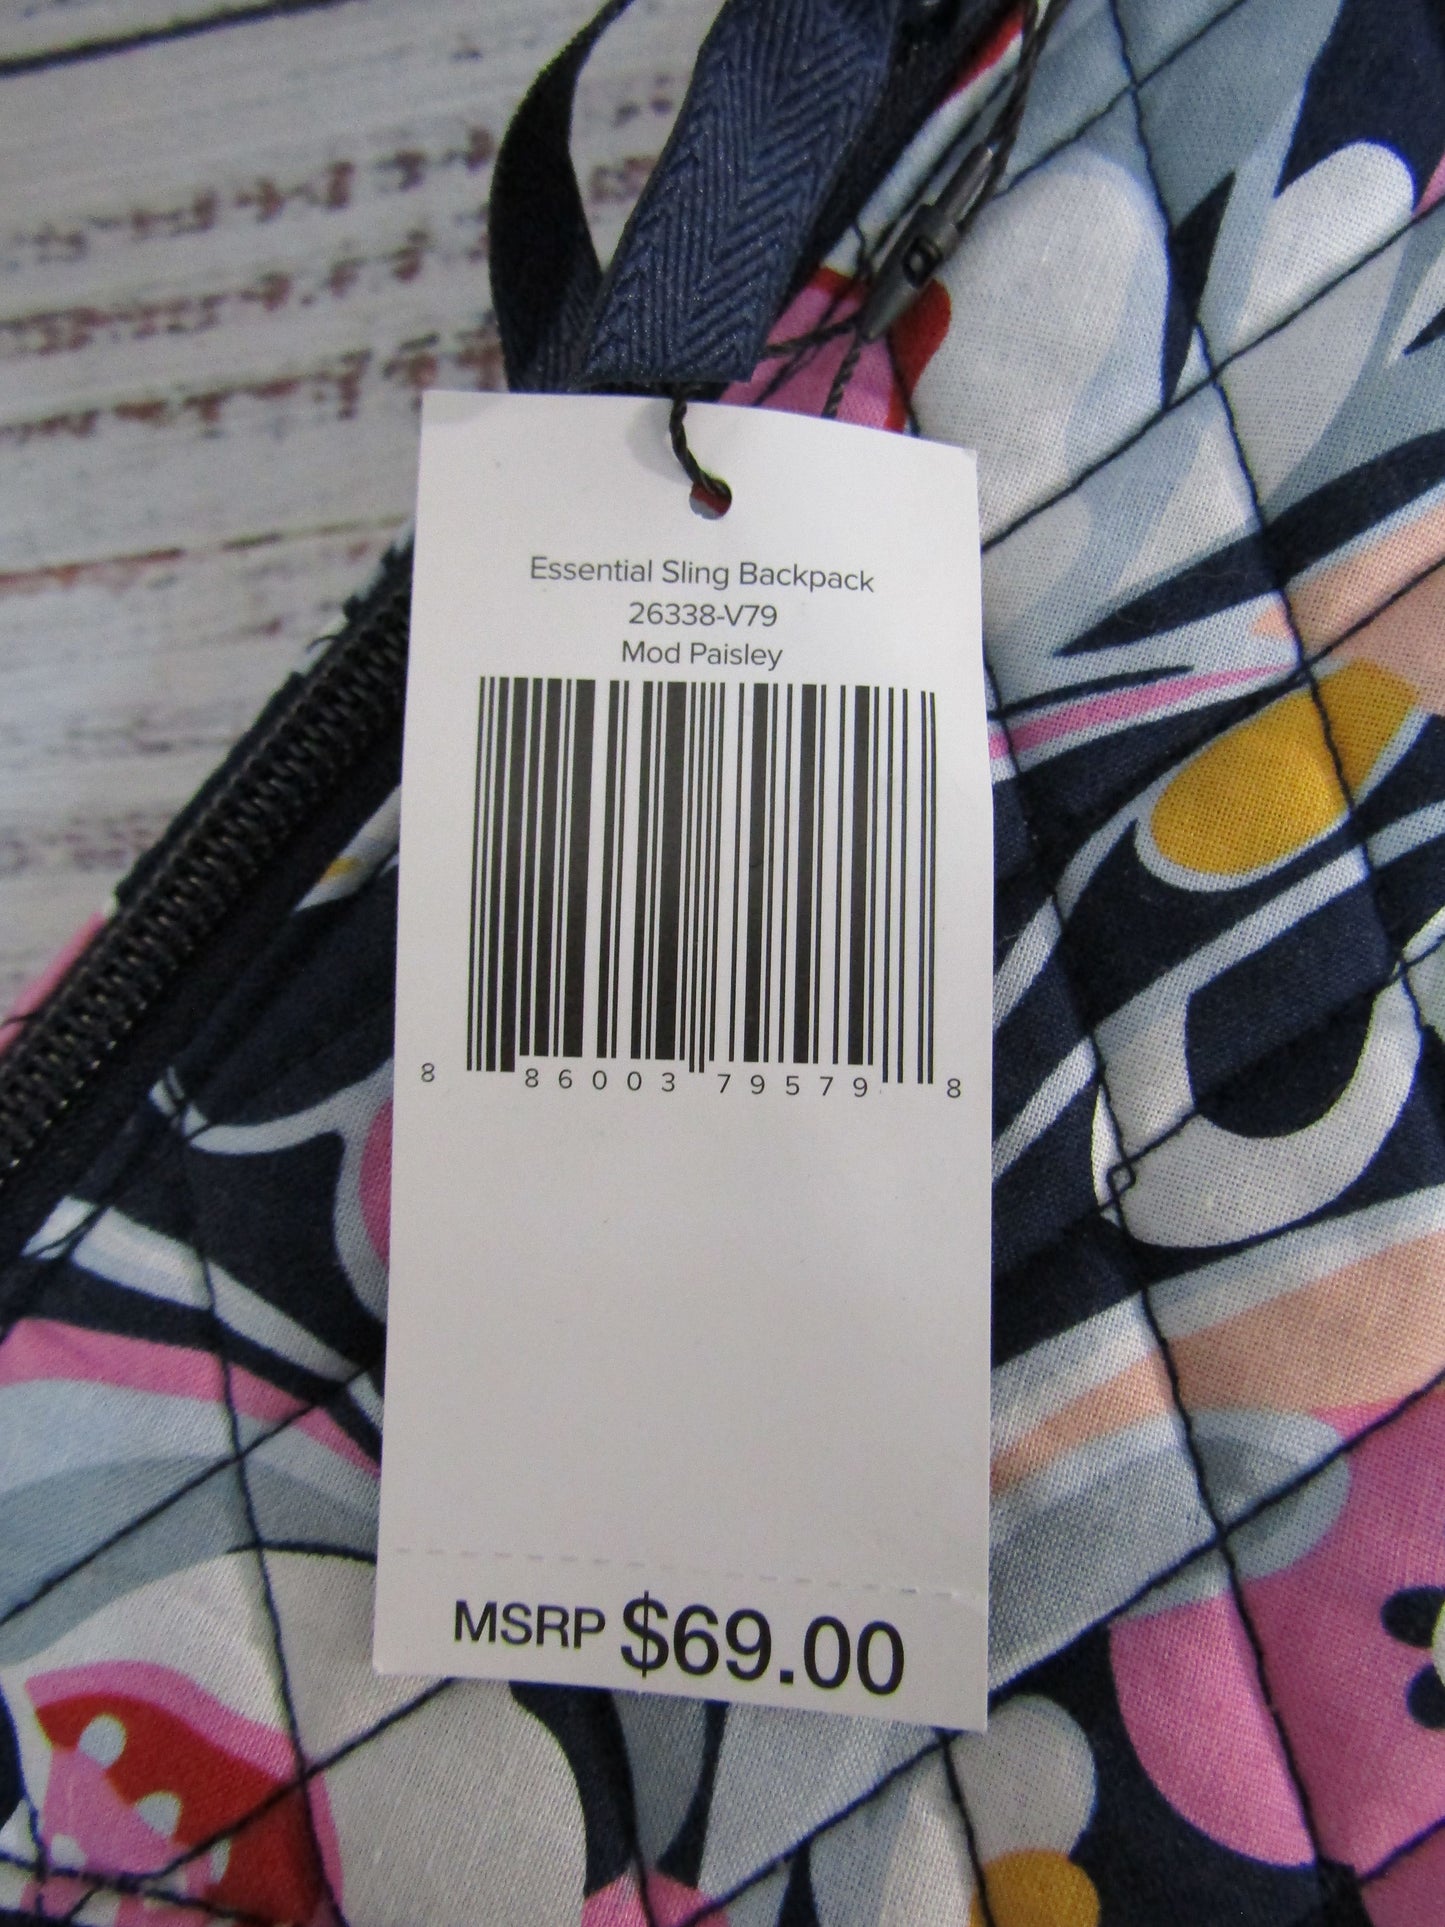 Essential Sling Backpack
26338-V79
Mod Paisley
8 86003 79579 8
MSRP $69.00